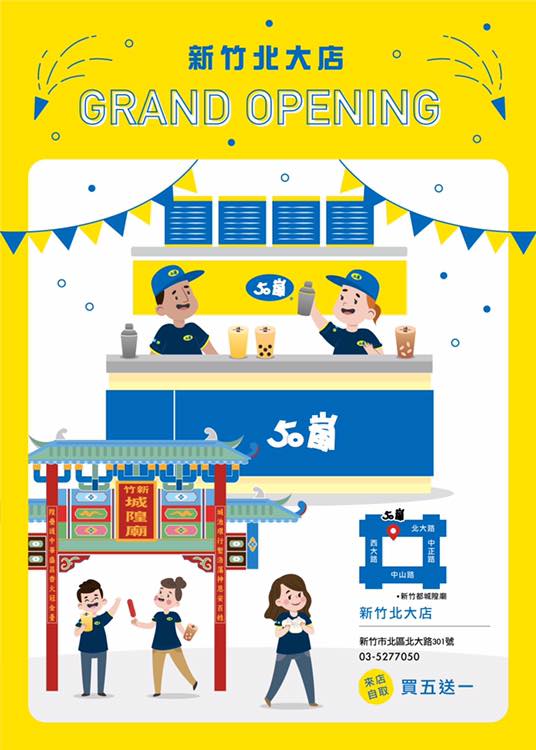 新竹北大店
GRAND OPENING
50嵐
50嵐
新竹
城隍廟
50嵐
北大路
西大路
中正路
中山路
•新竹都城隍廟
新竹北大店
新竹市北區北大路301號
03-5277050
來店自取
買五送一